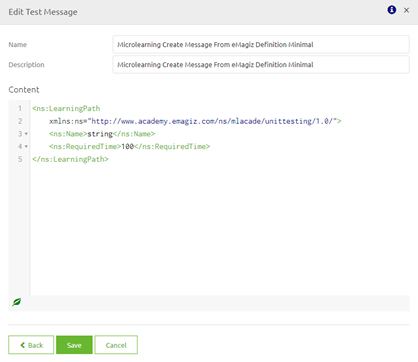 Edit Test Message
Name
Microlearning Create Message From eMagiz Definition Minimal
Description
Microlearning Create Message From eMagiz Definition Minimal
Content
1 <ns:LearningPath
2 xmlns:ns="http://www.academy.emagiz.com/ns/mlacade/unittesting/1.0/">
3 <ns:Name>string</ns:Name>
4 <ns:RequiredTime>100</ns:RequiredTime>
5 </ns:LearningPath>
Back Save Cancel